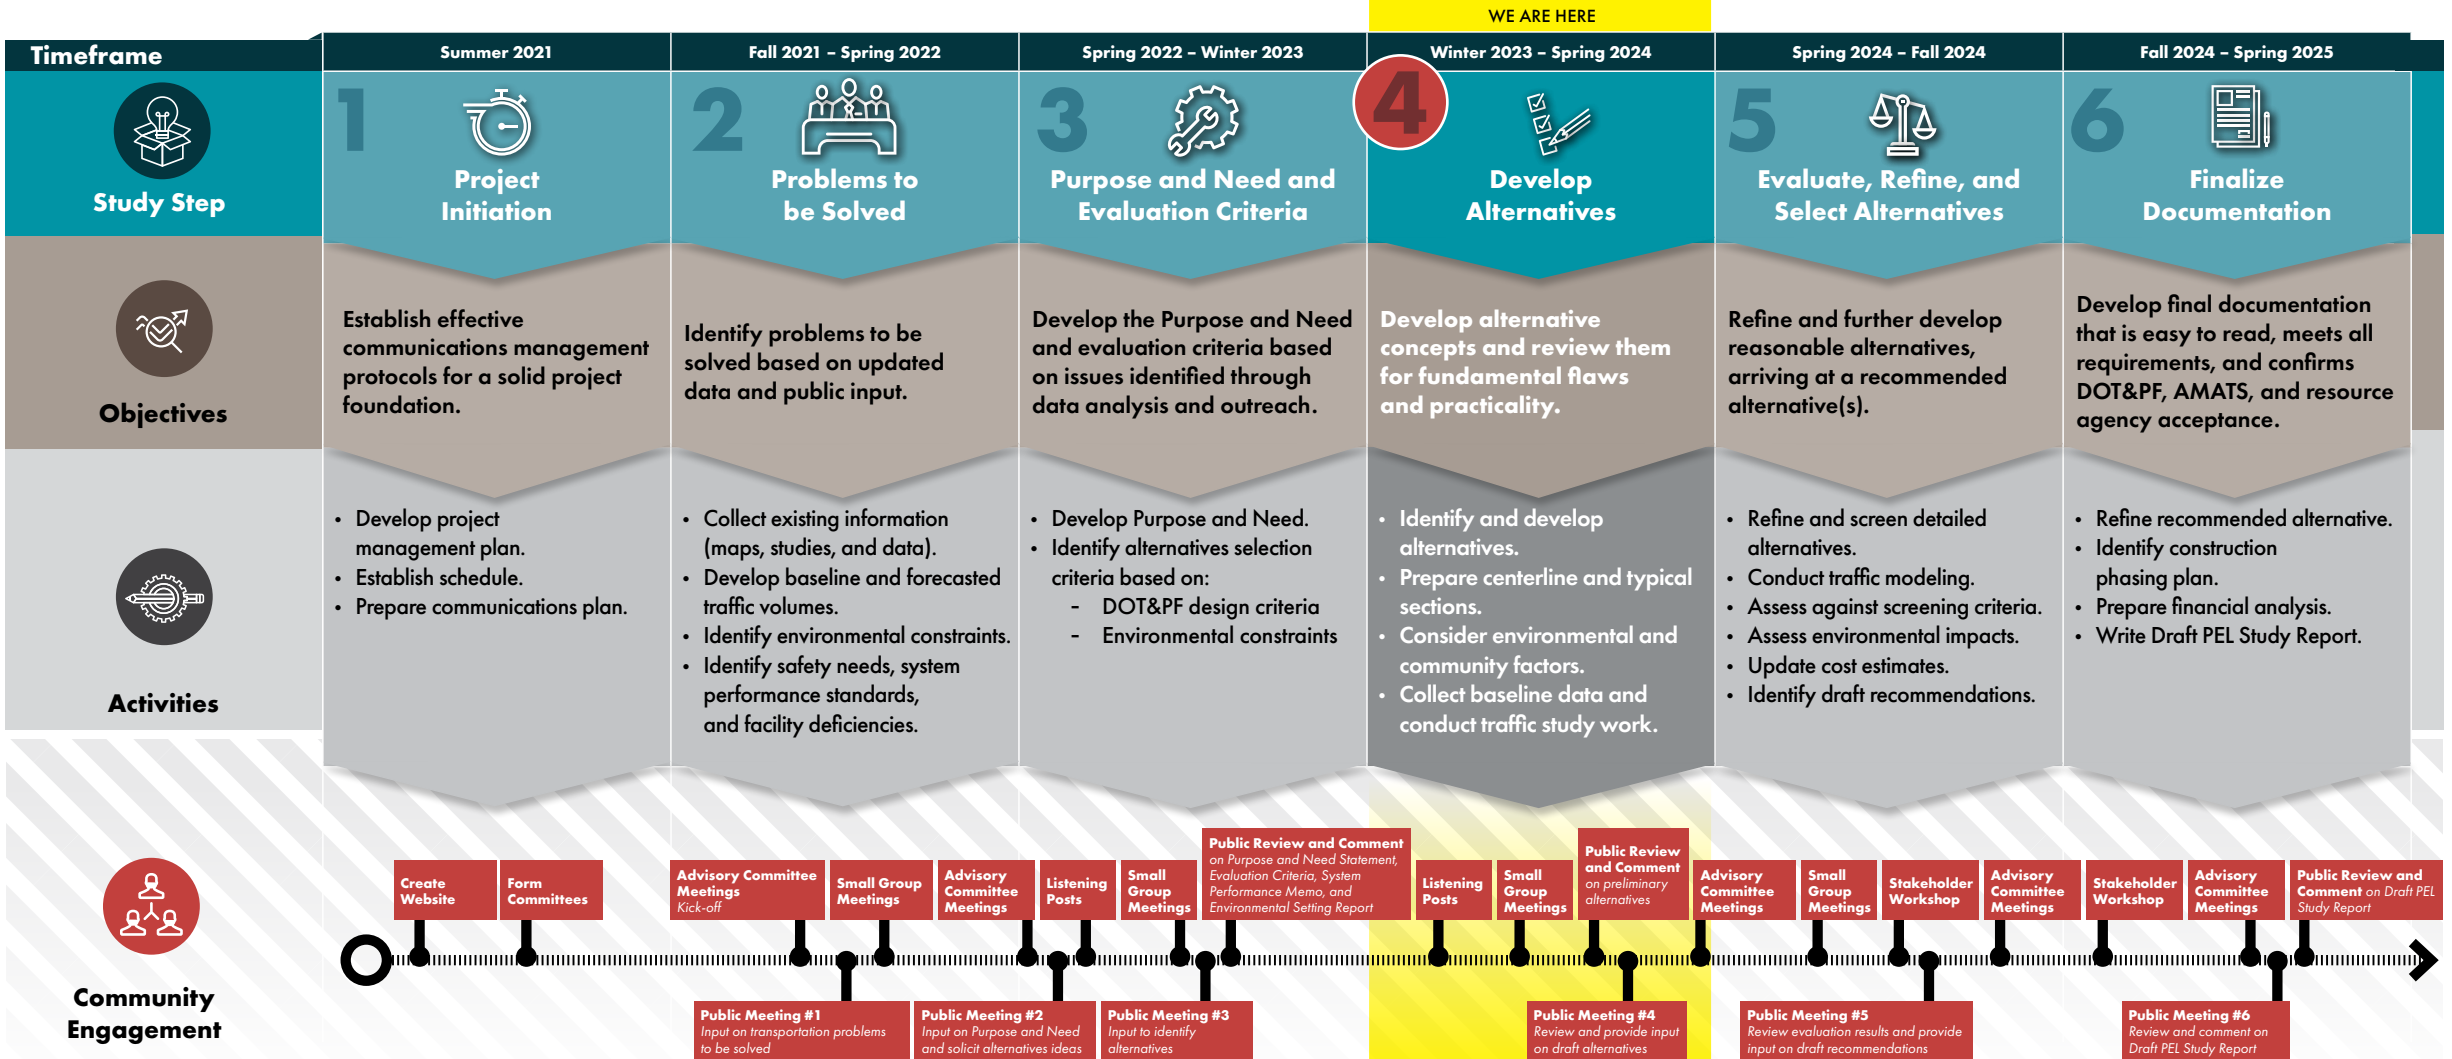 WE ARE HERE
Timeframe
Summer 2021
Fall 2021 – Spring 2022
Spring 2022 – Winter 2023
Winter 2023 – Spring 2024
Spring 2024 – Fall 2024
Fall 2024 – Spring 2025
Study Step
1
Project
Initiation
2
Problems to
be Solved
3
Purpose and Need and
Evaluation Criteria
4
Develop
Alternatives
5
Evaluate, Refine, and
Select Alternatives
6
Finalize
Documentation
Objectives
Establish effective
communications management
protocols for a solid project
foundation.
Identify problems to be
solved based on updated
data and public input.
Develop the Purpose and Need
and evaluation criteria based
on issues identified through
data analysis and outreach.
Develop alternative
concepts and review them
for fundamental flaws
and practicality.
Refine and further develop
reasonable alternatives,
arriving at a recommended
alternative(s).
Develop final documentation
that is easy to read, meets all
requirements, and confirms
DOT&PF, AMATS, and resource
agency acceptance.
Activities
• Develop project
management plan.
• Establish schedule.
• Prepare communications plan.
• Collect existing information
(maps, studies, and data).
• Develop baseline and forecasted
traffic volumes.
• Identify environmental constraints.
• Identify safety needs, system
performance standards,
and facility deficiencies.
• Develop Purpose and Need.
• Identify alternatives selection
criteria based on:
- DOT&PF design criteria
- Environmental constraints
• Identify and develop
alternatives.
• Prepare centerline and typical
sections.
• Consider environmental and
community factors.
• Collect baseline data and
conduct traffic study work.
• Refine and screen detailed
alternatives.
• Conduct traffic modeling.
• Assess against screening criteria.
• Assess environmental impacts.
• Update cost estimates.
• Identify draft recommendations.
• Refine recommended alternative.
• Identify construction
phasing plan.
• Prepare financial analysis.
• Write Draft PEL Study Report.
Community
Engagement
Create
Website
Form
Committees
Advisory Committee
Meetings
Kick-off
Small Group
Meetings
Advisory
Committee
Meetings
Listening
Posts
Small
Group
Meetings
Public Review and Comment
on Purpose and Need Statement,
Evaluation Criteria, System
Performance Memo, and
Environmental Setting Report
Listening
Posts
Small
Group
Meetings
Public Review
and Comment
on preliminary
alternatives
Advisory
Committee
Meetings
Small
Group
Meetings
Stakeholder
Workshop
Advisory
Committee
Meetings
Stakeholder
Workshop
Advisory
Committee
Meetings
Public Review and
Comment on Draft PEL
Study Report
Public Meeting #1
Input on transportation problems
to be solved
Public Meeting #2
Input on Purpose and Need
and solicit alternatives ideas
Public Meeting #3
Input to identify
alternatives
Public Meeting #4
Review and provide input
on draft alternatives
Public Meeting #5
Review evaluation results and provide
input on draft recommendations
Public Meeting #6
Review and comment on
Draft PEL Study Report